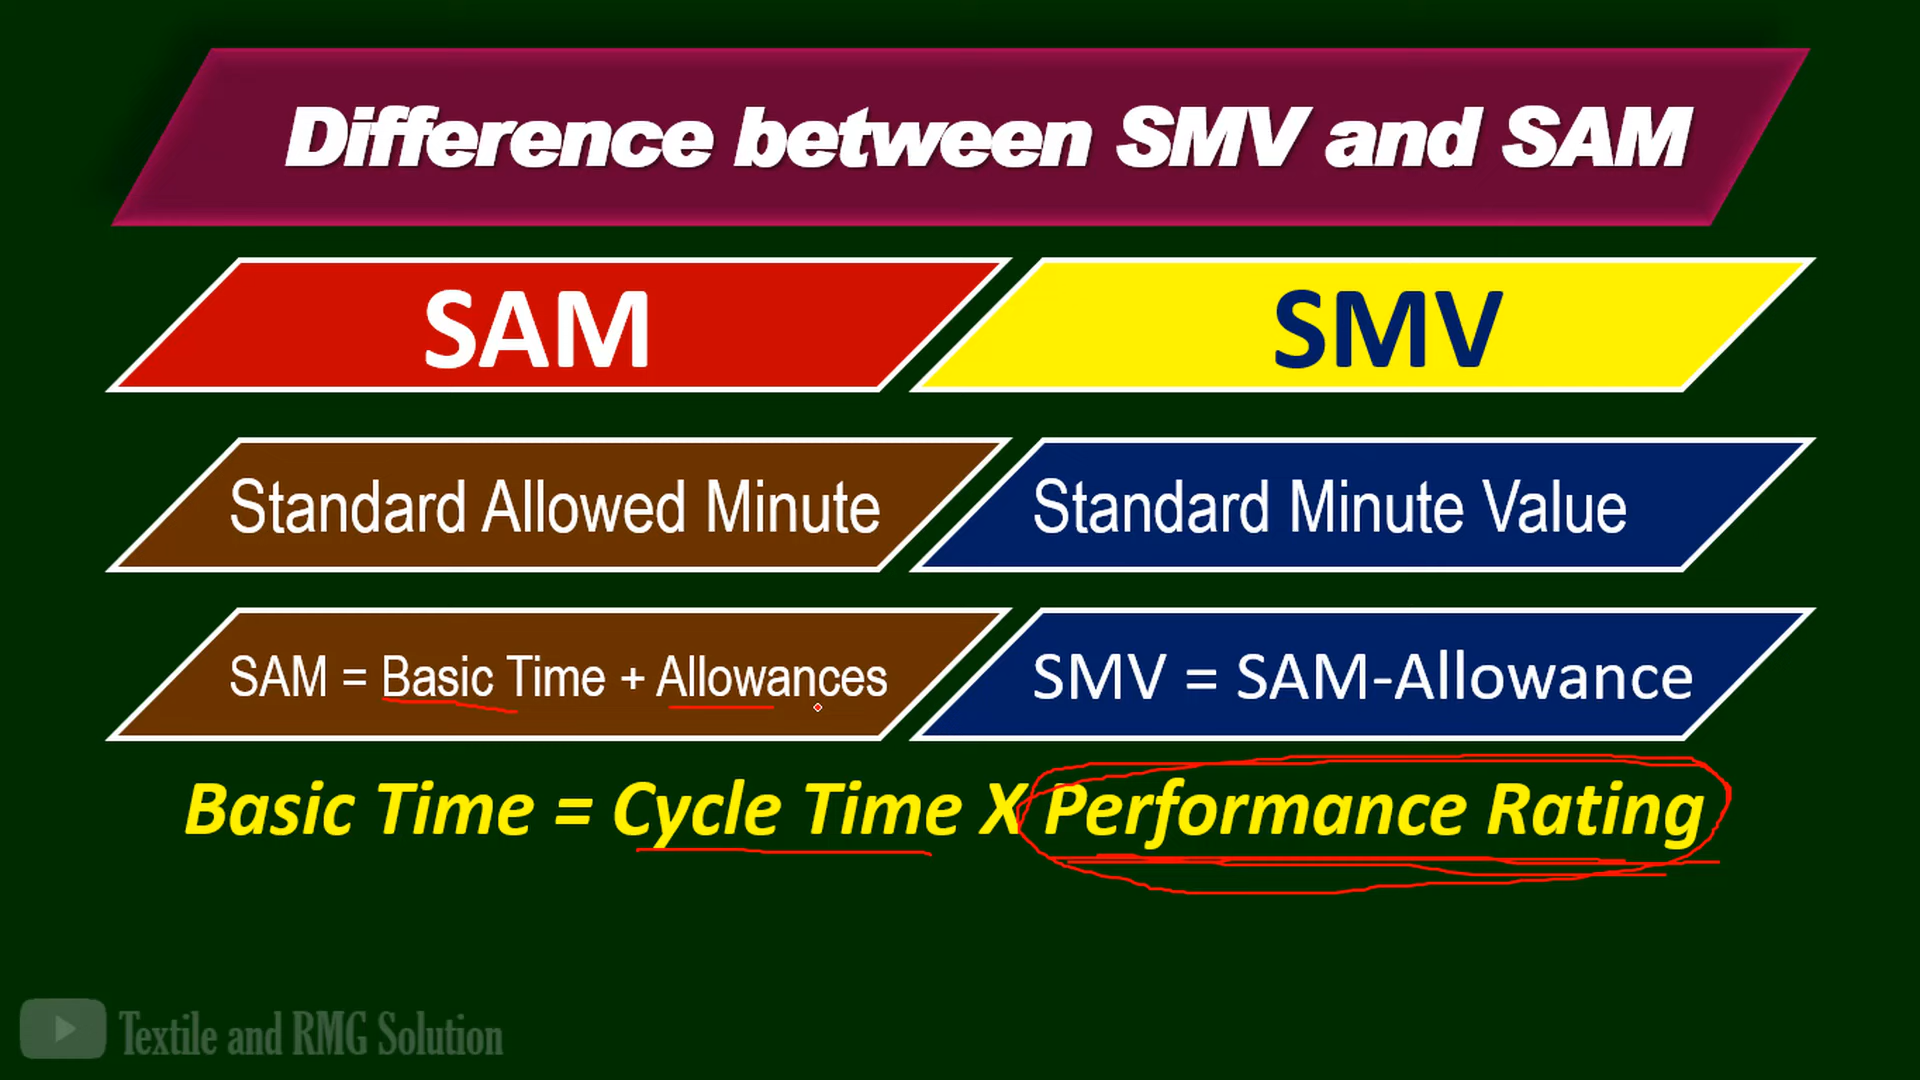 Difference between SMV and SAM
SAM
SMV
Standard Allowed Minute
Standard Minute Value
SAM = Basic Time + Allowances
SMV = SAM-Allowance
Basic Time = Cycle Time X Performance Rating
Textile and RMG Solution